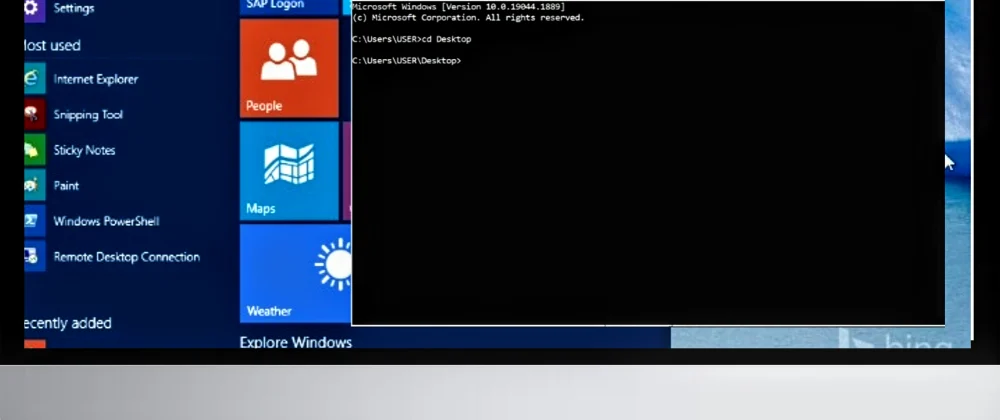 Settings
SAP Logon
Most used
Internet Explorer
Snipping Tool
Sticky Notes
Paint
Windows PowerShell
Remote Desktop Connection
ecently added
People
Maps
Weather
Explore Windows
Microsoft Windows [Version 10.0.19044.1889]
(c) Microsoft Corporation. All rights reserved.
C:\Users\USER>cd Desktop
C:\Users\USER\Desktop>
bing